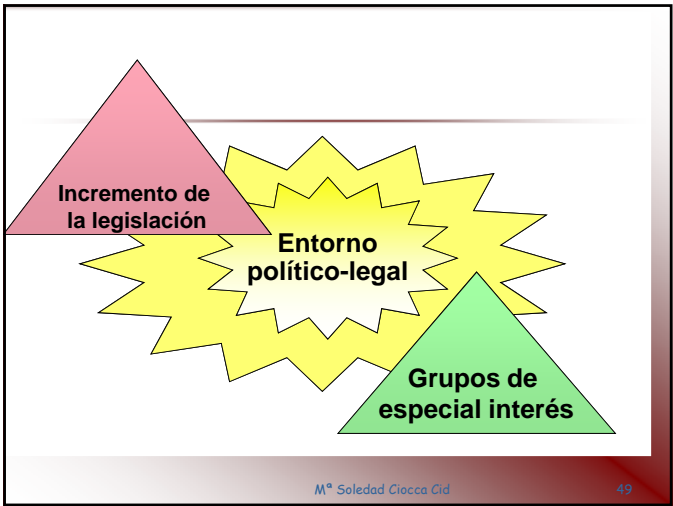 Incremento de
la legislación
Entorno
político-legal
Grupos de
especial interés
Mª Soledad Ciocca Cid
49